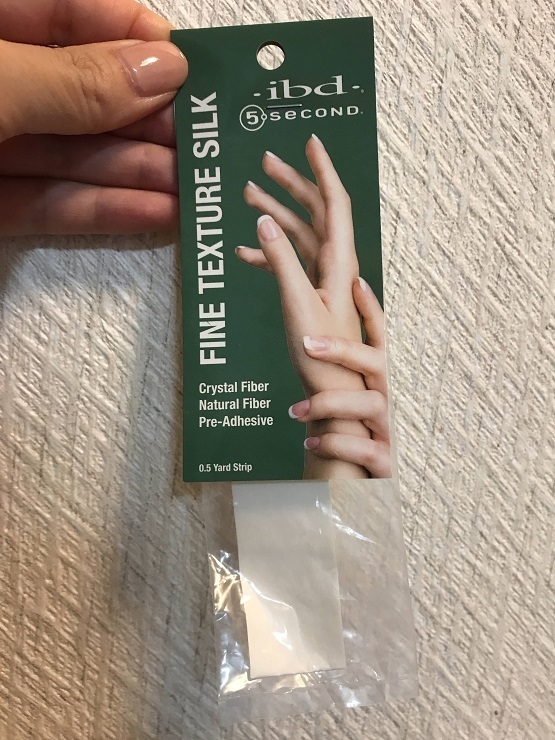 ibd
5 SECOND
FINE TEXTURE SILK
Crystal Fiber
Natural Fiber
Pre-Adhesive
0.5 Yard Strip